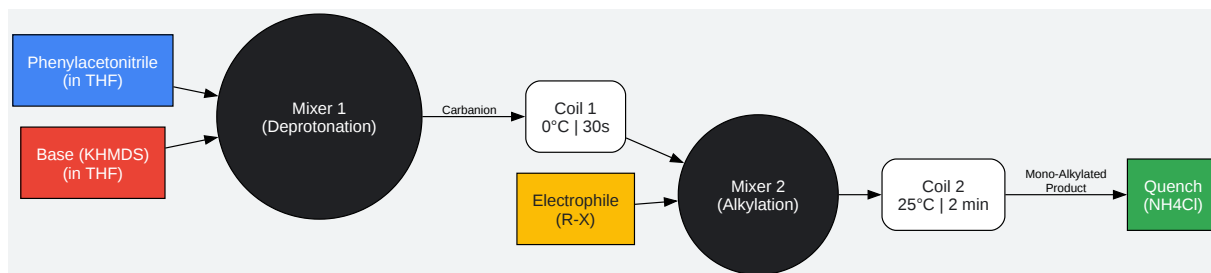 Phenylacetonitrile
(in THF)
Base (KHMDS)
(in THF)
Mixer 1
(Deprotonation)
Carbanion
Coil 1
0°C | 30s
Electrophile
(R-X)
Mixer 2
(Alkylation)
Coil 2
25°C | 2 min
Mono-Alkylated
Product
Quench
(NH4Cl)